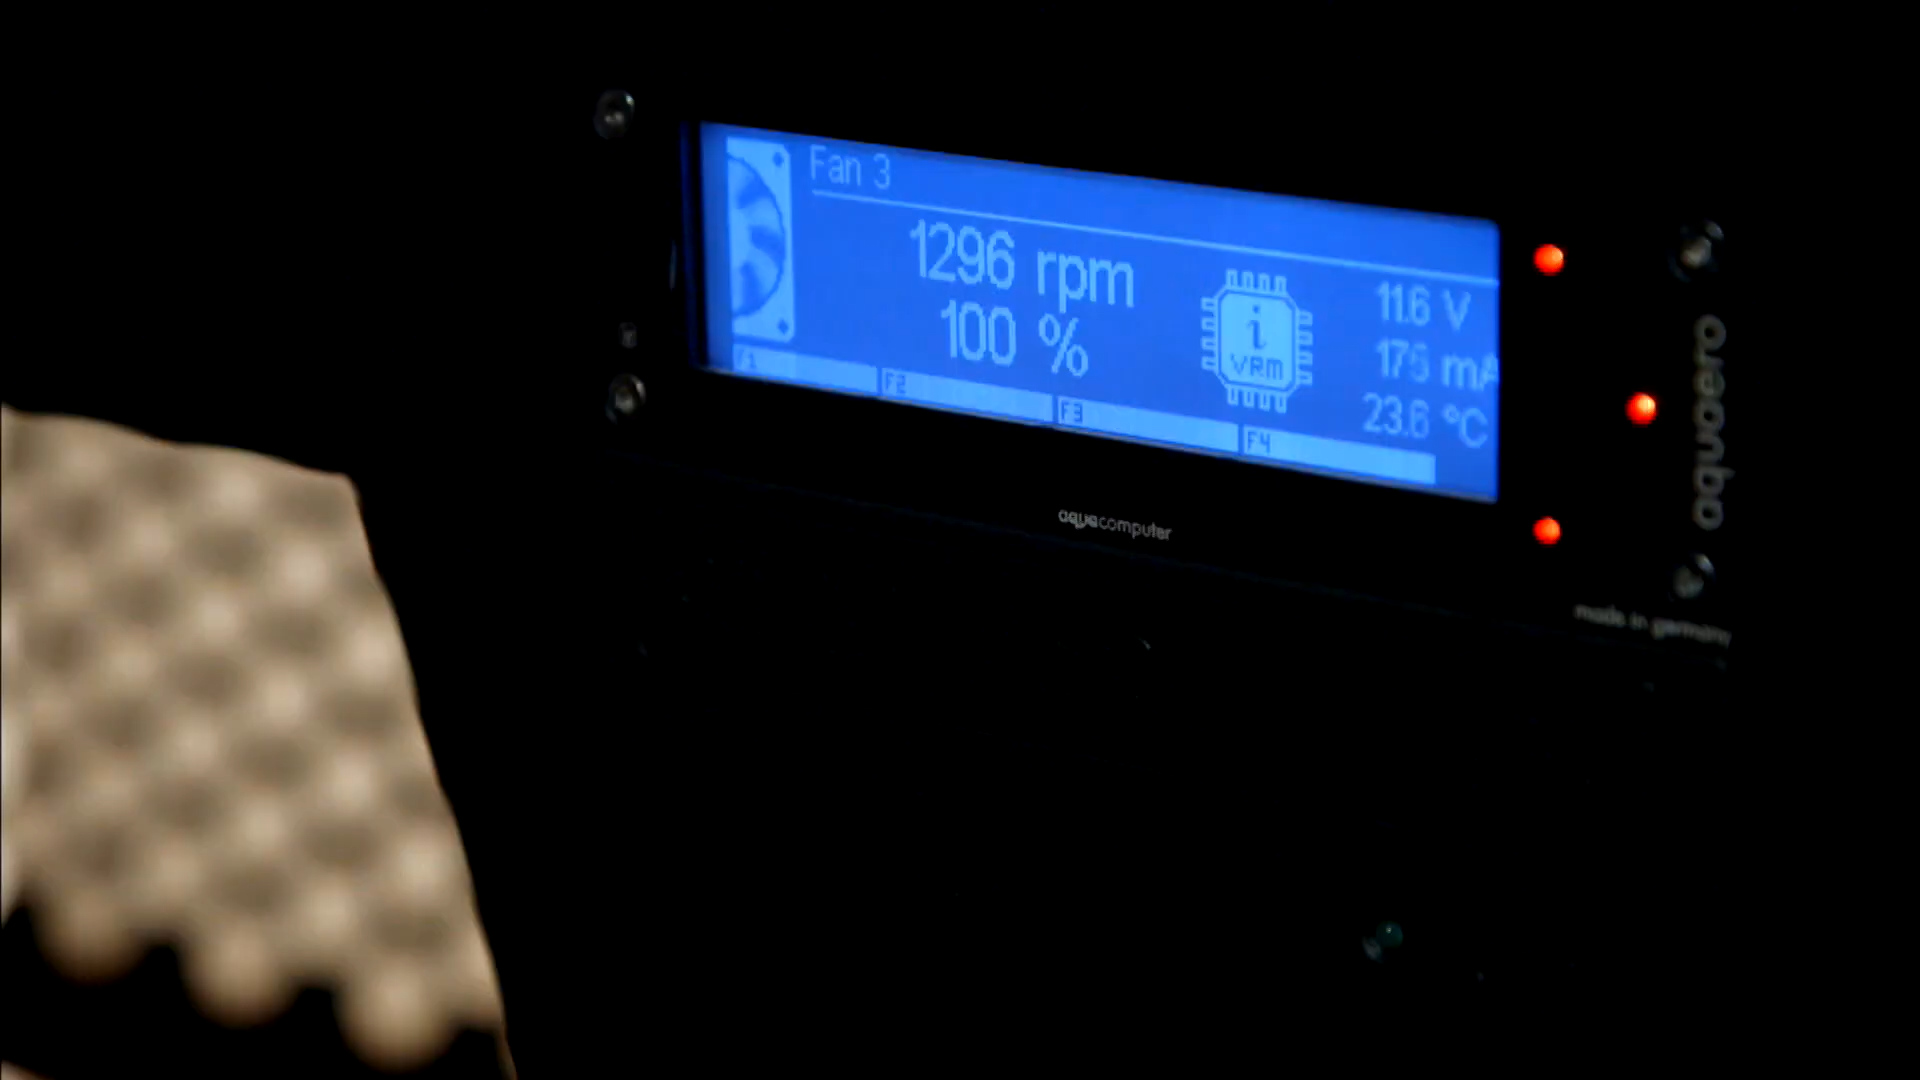 Fan 3
1296 rpm
100 %
i
VRM
11.6 V
175 mA
23.6 °C
F1
F2
F3
F4
aquacomputer
aquaero
made in germany